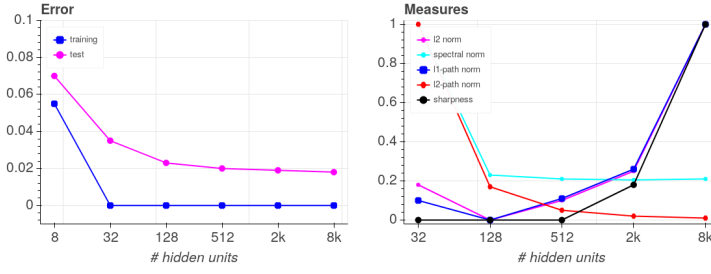 Error
0.1
0.08
0.06
0.04
0.02
0
training
test
8
32
128
512
2k
8k
# hidden units
Measures
1
0.8
0.6
0.4
0.2
0
l2 norm
spectral norm
l1-path norm
l2-path norm
sharpness
32
128
512
2k
8k
# hidden units